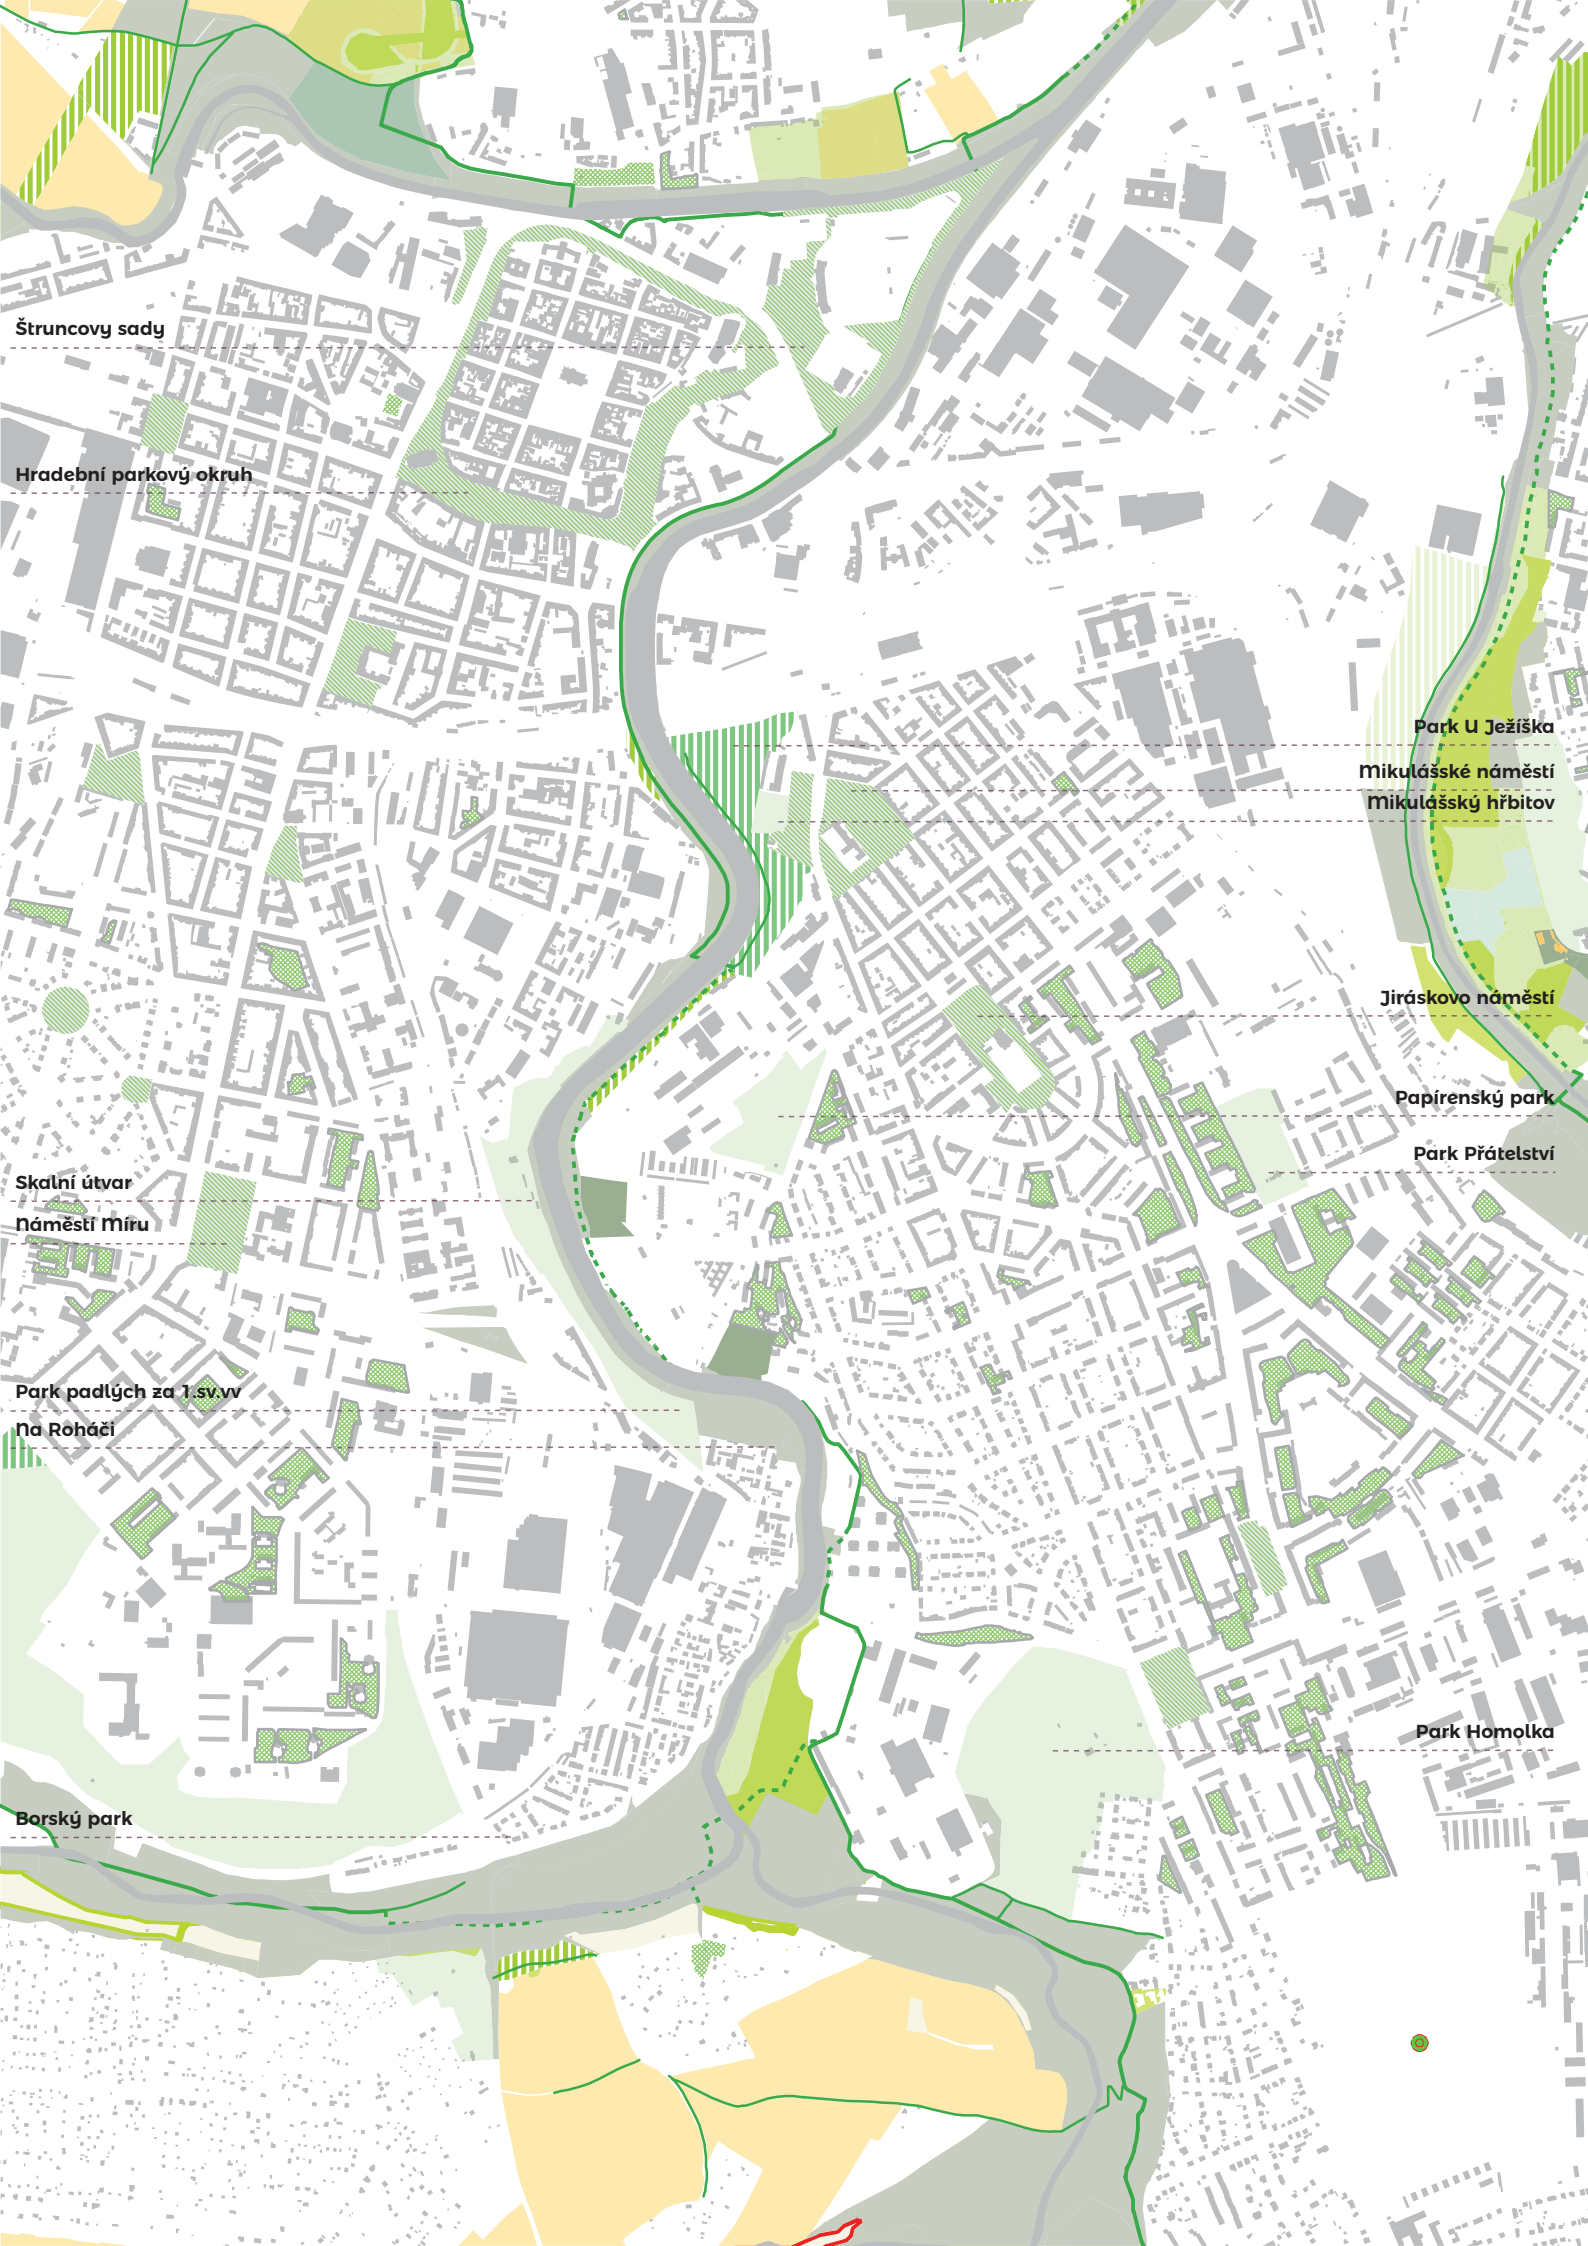 Štruncovy sady
Hradební parkový okruh
Park U Ježíška
Mikulášské náměstí
Mikulášský hřbitov
Jiráskovo náměstí
Papírenský park
Park Přátelství
Skalní útvar
Náměstí Míru
Park padlých za 1.sv.vv
Na Roháči
Park Homolka
Borský park